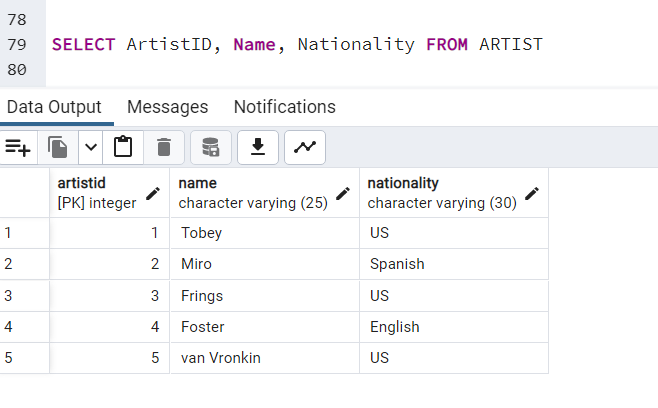 78
79 SELECT ArtistID, Name, Nationality FROM ARTIST
80
Data Output Messages Notifications
artistid name nationality
[PK] integer character varying (25) character varying (30)
1 1 Tobey US
2 2 Miro Spanish
3 3 Frings US
4 4 Foster English
5 5 van Vronkin US